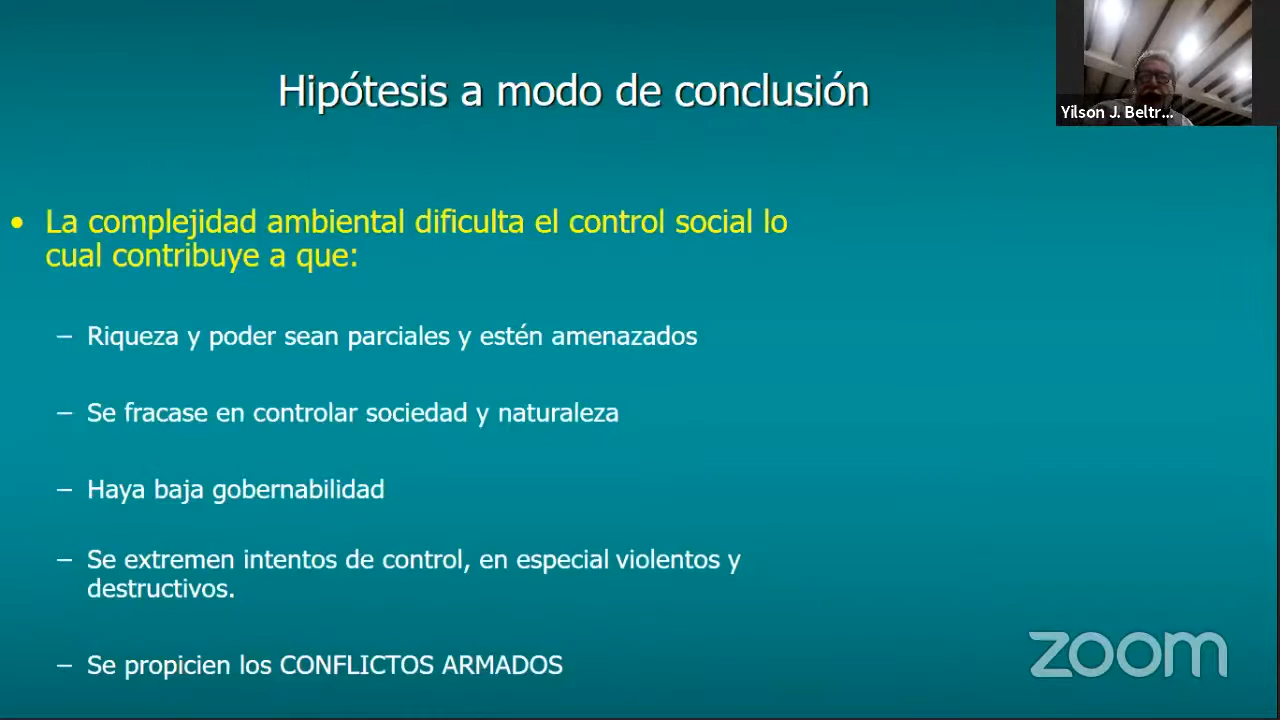 Hipótesis a modo de conclusión
Yilson J. Beltr...
• La complejidad ambiental dificulta el control social lo
cual contribuye a que:
– Riqueza y poder sean parciales y estén amenazados
– Se fracase en controlar sociedad y naturaleza
– Haya baja gobernabilidad
– Se extremen intentos de control, en especial violentos y
destructivos.
– Se propicien los CONFLICTOS ARMADOS
zoom